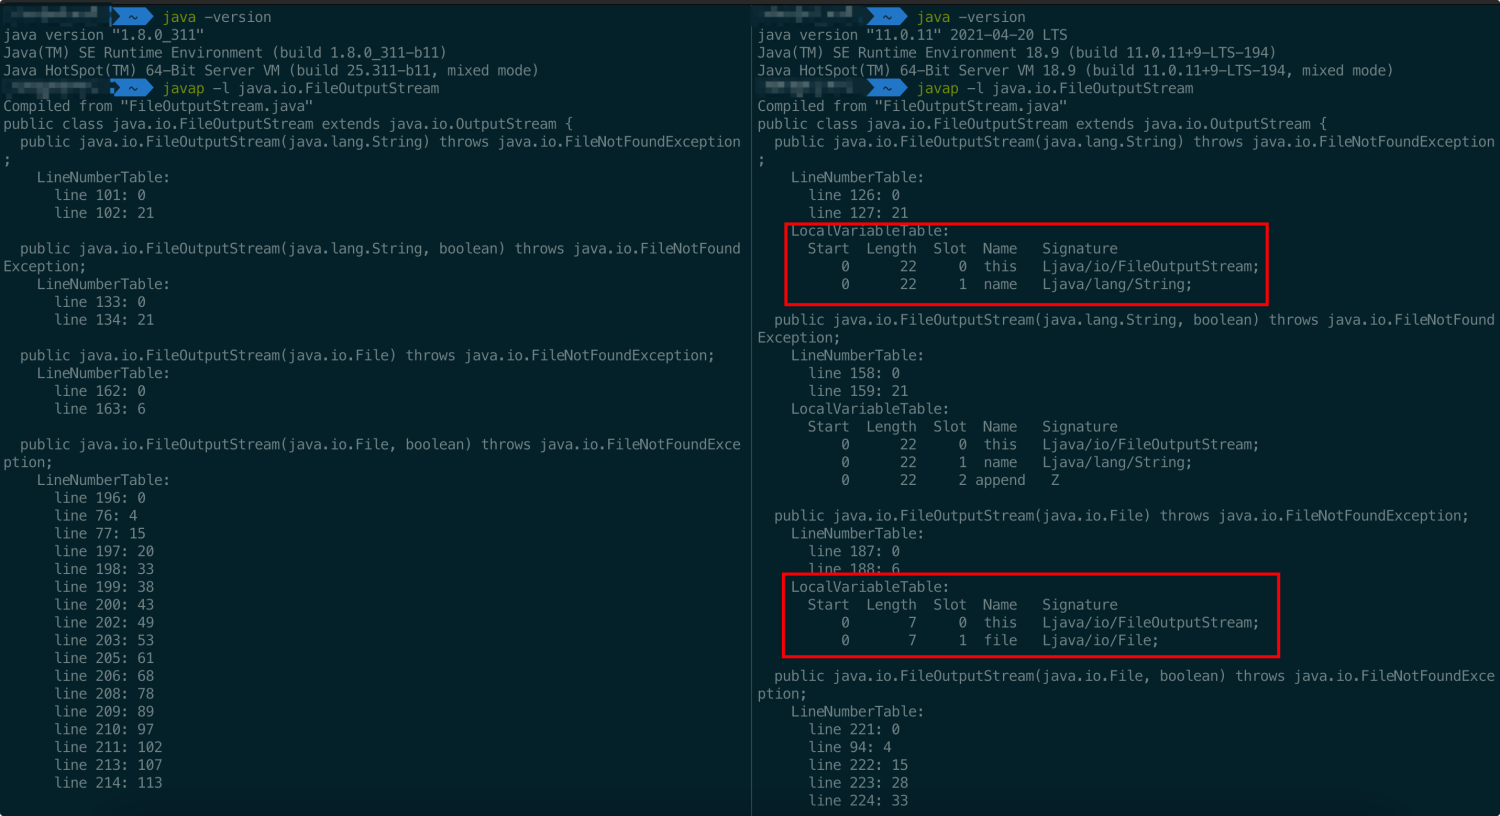 ~ java -version
java version "1.8.0_311"
Java(TM) SE Runtime Environment (build 1.8.0_311-b11)
Java HotSpot(TM) 64-Bit Server VM (build 25.311-b11, mixed mode)
~ javap -l java.io.FileOutputStream
Compiled from "FileOutputStream.java"
public class java.io.FileOutputStream extends java.io.OutputStream {
public java.io.FileOutputStream(java.lang.String) throws java.io.FileNotFoundException
;
LineNumberTable:
line 101: 0
line 102: 21
public java.io.FileOutputStream(java.lang.String, boolean) throws java.io.FileNotFound
Exception;
LineNumberTable:
line 133: 0
line 134: 21
public java.io.FileOutputStream(java.io.File) throws java.io.FileNotFoundException;
LineNumberTable:
line 162: 0
line 163: 6
public java.io.FileOutputStream(java.io.File, boolean) throws java.io.FileNotFoundExce
ption;
LineNumberTable:
line 196: 0
line 76: 4
line 77: 15
line 197: 20
line 198: 33
line 199: 38
line 200: 43
line 202: 49
line 203: 53
line 205: 61
line 206: 68
line 208: 78
line 209: 89
line 210: 97
line 211: 102
line 213: 107
line 214: 113
~ java -version
java version "11.0.11" 2021-04-20 LTS
Java(TM) SE Runtime Environment 18.9 (build 11.0.11+9-LTS-194)
Java HotSpot(TM) 64-Bit Server VM 18.9 (build 11.0.11+9-LTS-194, mixed mode)
~ javap -l java.io.FileOutputStream
Compiled from "FileOutputStream.java"
public class java.io.FileOutputStream extends java.io.OutputStream {
public java.io.FileOutputStream(java.lang.String) throws java.io.FileNotFoundException
;
LineNumberTable:
line 126: 0
line 127: 21
LocalVariableTable:
Start Length Slot Name Signature
0 22 0 this Ljava/io/FileOutputStream;
0 22 1 name Ljava/lang/String;
public java.io.FileOutputStream(java.lang.String, boolean) throws java.io.FileNotFound
Exception;
LineNumberTable:
line 158: 0
line 159: 21
LocalVariableTable:
Start Length Slot Name Signature
0 22 0 this Ljava/io/FileOutputStream;
0 22 1 name Ljava/lang/String;
0 22 2 append Z
public java.io.FileOutputStream(java.io.File) throws java.io.FileNotFoundException;
LineNumberTable:
line 187: 0
line 188: 6
LocalVariableTable:
Start Length Slot Name Signature
0 7 0 this Ljava/io/FileOutputStream;
0 7 1 file Ljava/io/File;
public java.io.FileOutputStream(java.io.File, boolean) throws java.io.FileNotFoundExce
ption;
LineNumberTable:
line 221: 0
line 94: 4
line 222: 15
line 223: 28
line 224: 33